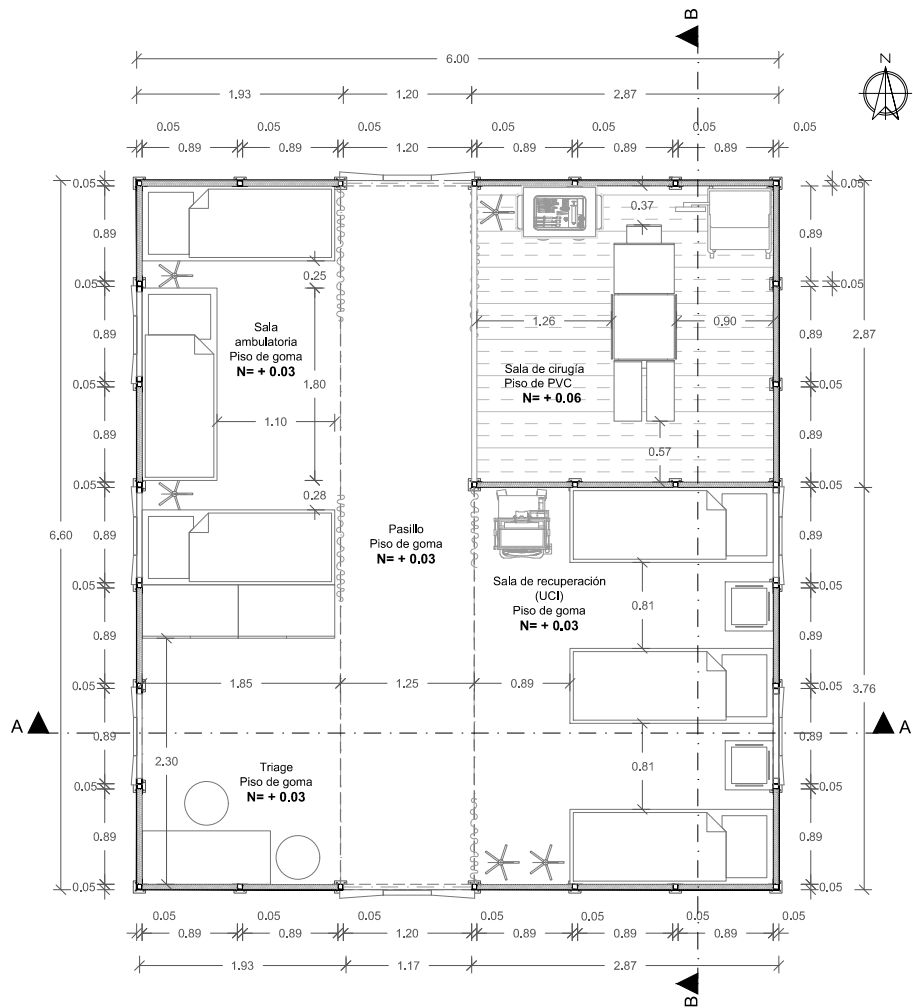 B
6.00
N
1.93 1.20 2.87
0.05 0.05 0.05 0.05 0.05 0.05 0.05
0.89 0.89 1.20 0.89 0.89 0.89
0.05 0.05
0.37
0.89 0.89
0.25
0.05 0.05
Sala
ambulatoria
Piso de goma
N= + 0.03
1.26 0.90
0.89 0.89
2.87
1.80
Sala de cirugía
Piso de PVC
N= + 0.06
0.05 0.05
1.10
0.89 0.89
0.57
0.05 0.05
0.28
6.60
Pasillo
Piso de goma
N= + 0.03
0.89 0.89
0.05 0.05
Sala de recuperación
(UCI)
Piso de goma
N= + 0.03
0.81
0.89 0.89
0.05 1.85 1.25 0.89 0.05 3.76
A A
0.89 0.89
2.30
Triage
Piso de goma
N= + 0.03
0.81
0.05 0.05
0.89 0.89
0.05 0.05
0.05 0.05 0.05 0.05 0.05 0.05 0.05
0.89 0.89 1.20 0.89 0.89 0.89
1.93 1.17 2.87
B